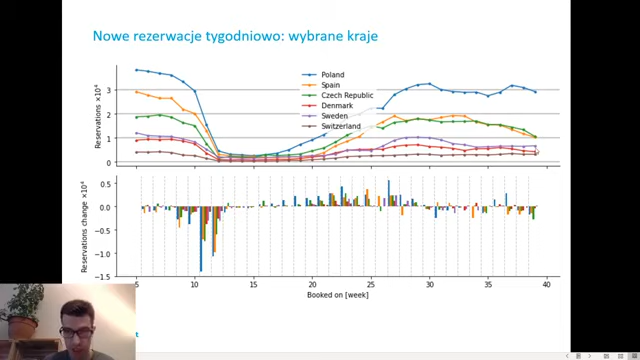 Nowe rezerwacje tygodniowo: wybrane kraje
Poland
Spain
Czech Republic
Denmark
Sweden
Switzerland
Reservations ×10⁴
3
2
1
0
Reservations change ×10⁴
0.5
0.0
-0.5
-1.0
-1.5
5
10
15
20
25
30
35
40
Booked on [week]